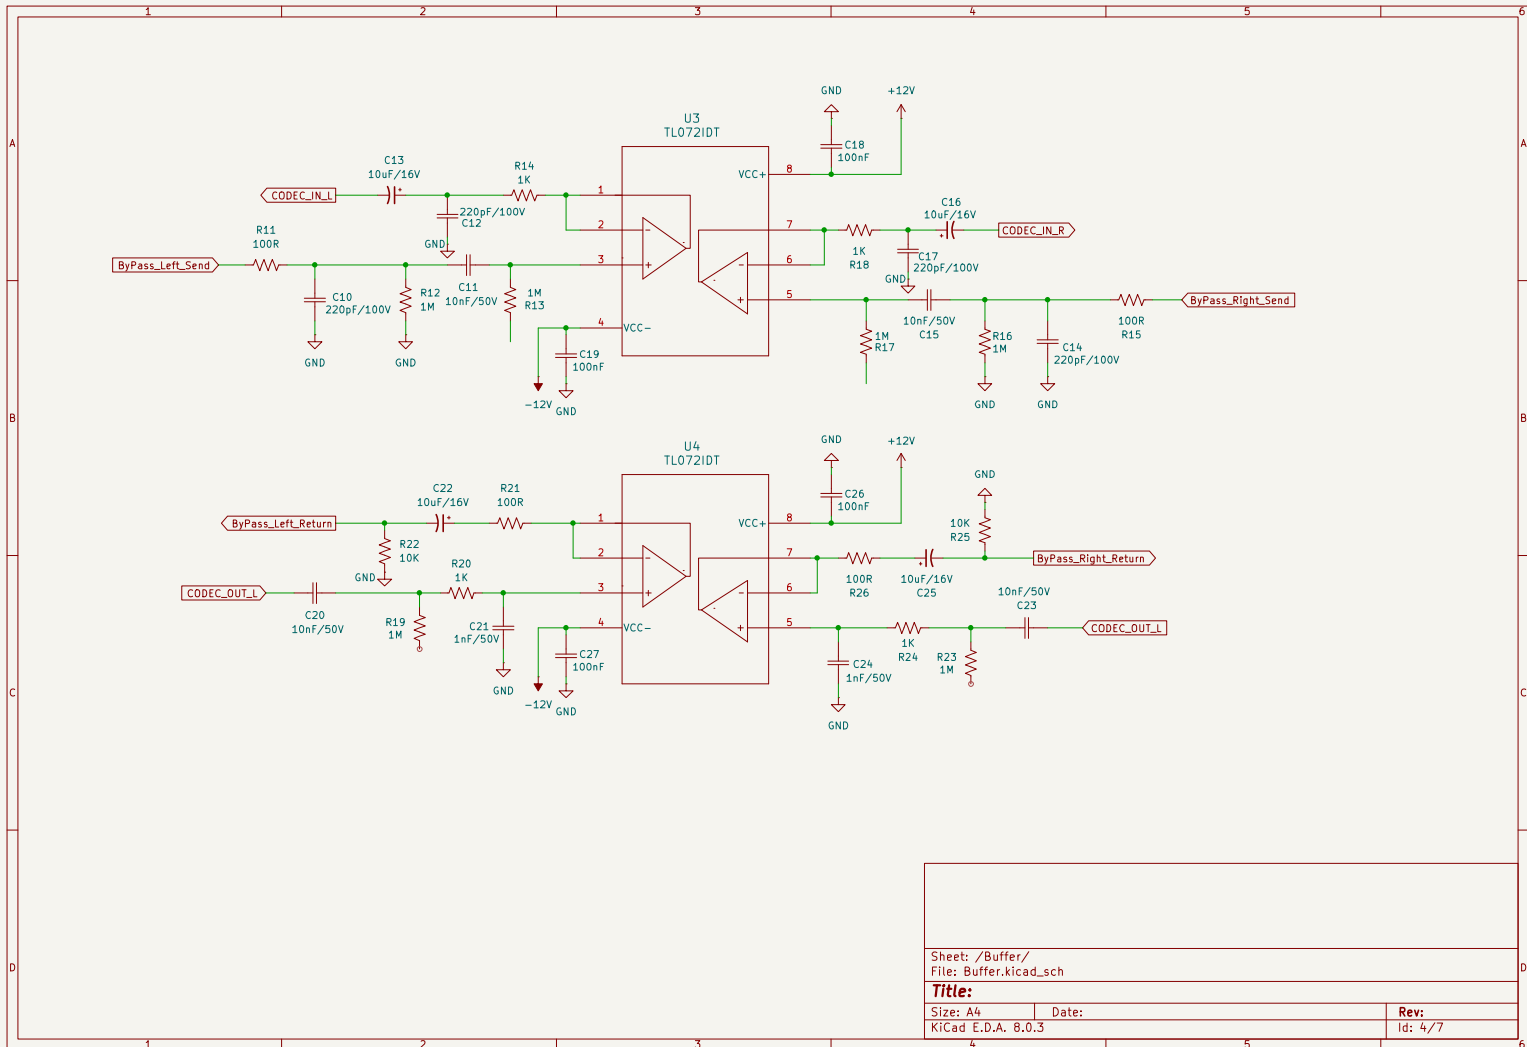 1 2 3 4 5 6
A
A
B
B
C
C
D
D
1 2 3 4 5 6
U3
TL072IDT
GND
+12V
C18
100nF
VCC+
8
C13
10uF/16V
R14
1K
CODEC_IN_L
1
220pF/100V
C12
2
GND
R11
100R
ByPass_Left_Send
3
C11
10nF/50V
C10
220pF/100V
R12
1M
1M
R13
GND
GND
4
VCC-
C19
100nF
-12V
GND
7
C16
10uF/16V
CODEC_IN_R
1K
R18
C17
220pF/100V
6
GND
5
10nF/50V
C15
ByPass_Right_Send
100R
R15
1M
R17
R16
1M
C14
220pF/100V
GND
GND
U4
TL072IDT
GND
+12V
C26
100nF
VCC+
8
C22
10uF/16V
R21
100R
ByPass_Left_Return
1
R22
10K
2
GND
R20
1K
CODEC_OUT_L
3
C20
10nF/50V
R19
1M
C21
1nF/50V
GND
4
VCC-
C27
100nF
-12V
GND
GND
10K
R25
7
ByPass_Right_Return
100R
R26
10uF/16V
C25
6
10nF/50V
C23
5
CODEC_OUT_L
1K
R24
R23
1M
C24
1nF/50V
GND
Sheet: /Buffer/
File: Buffer.kicad_sch
Title:
Size: A4 Date: Rev:
KiCad E.D.A. 8.0.3 Id: 4/7